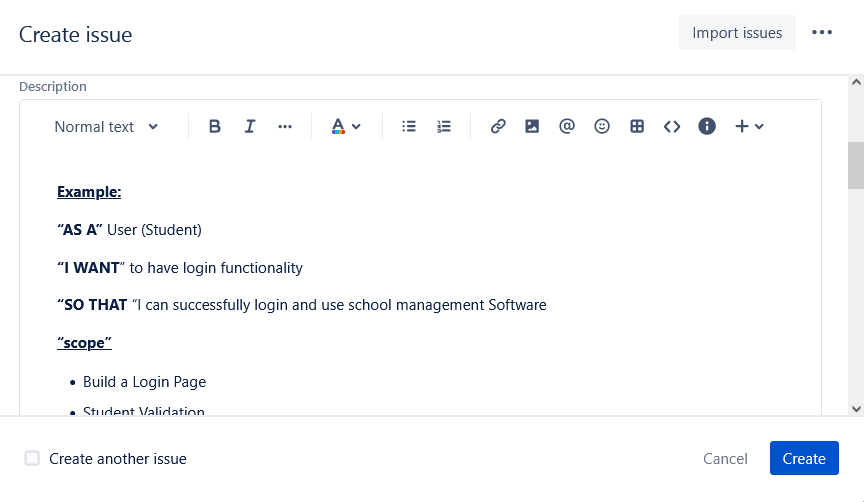 Create issue
Import issues
Description
Normal text
Example:
“AS A” User (Student)
“I WANT” to have login functionality
“SO THAT “I can successfully login and use school management Software
“scope”
Build a Login Page
Student Validation
Create another issue
Cancel
Create